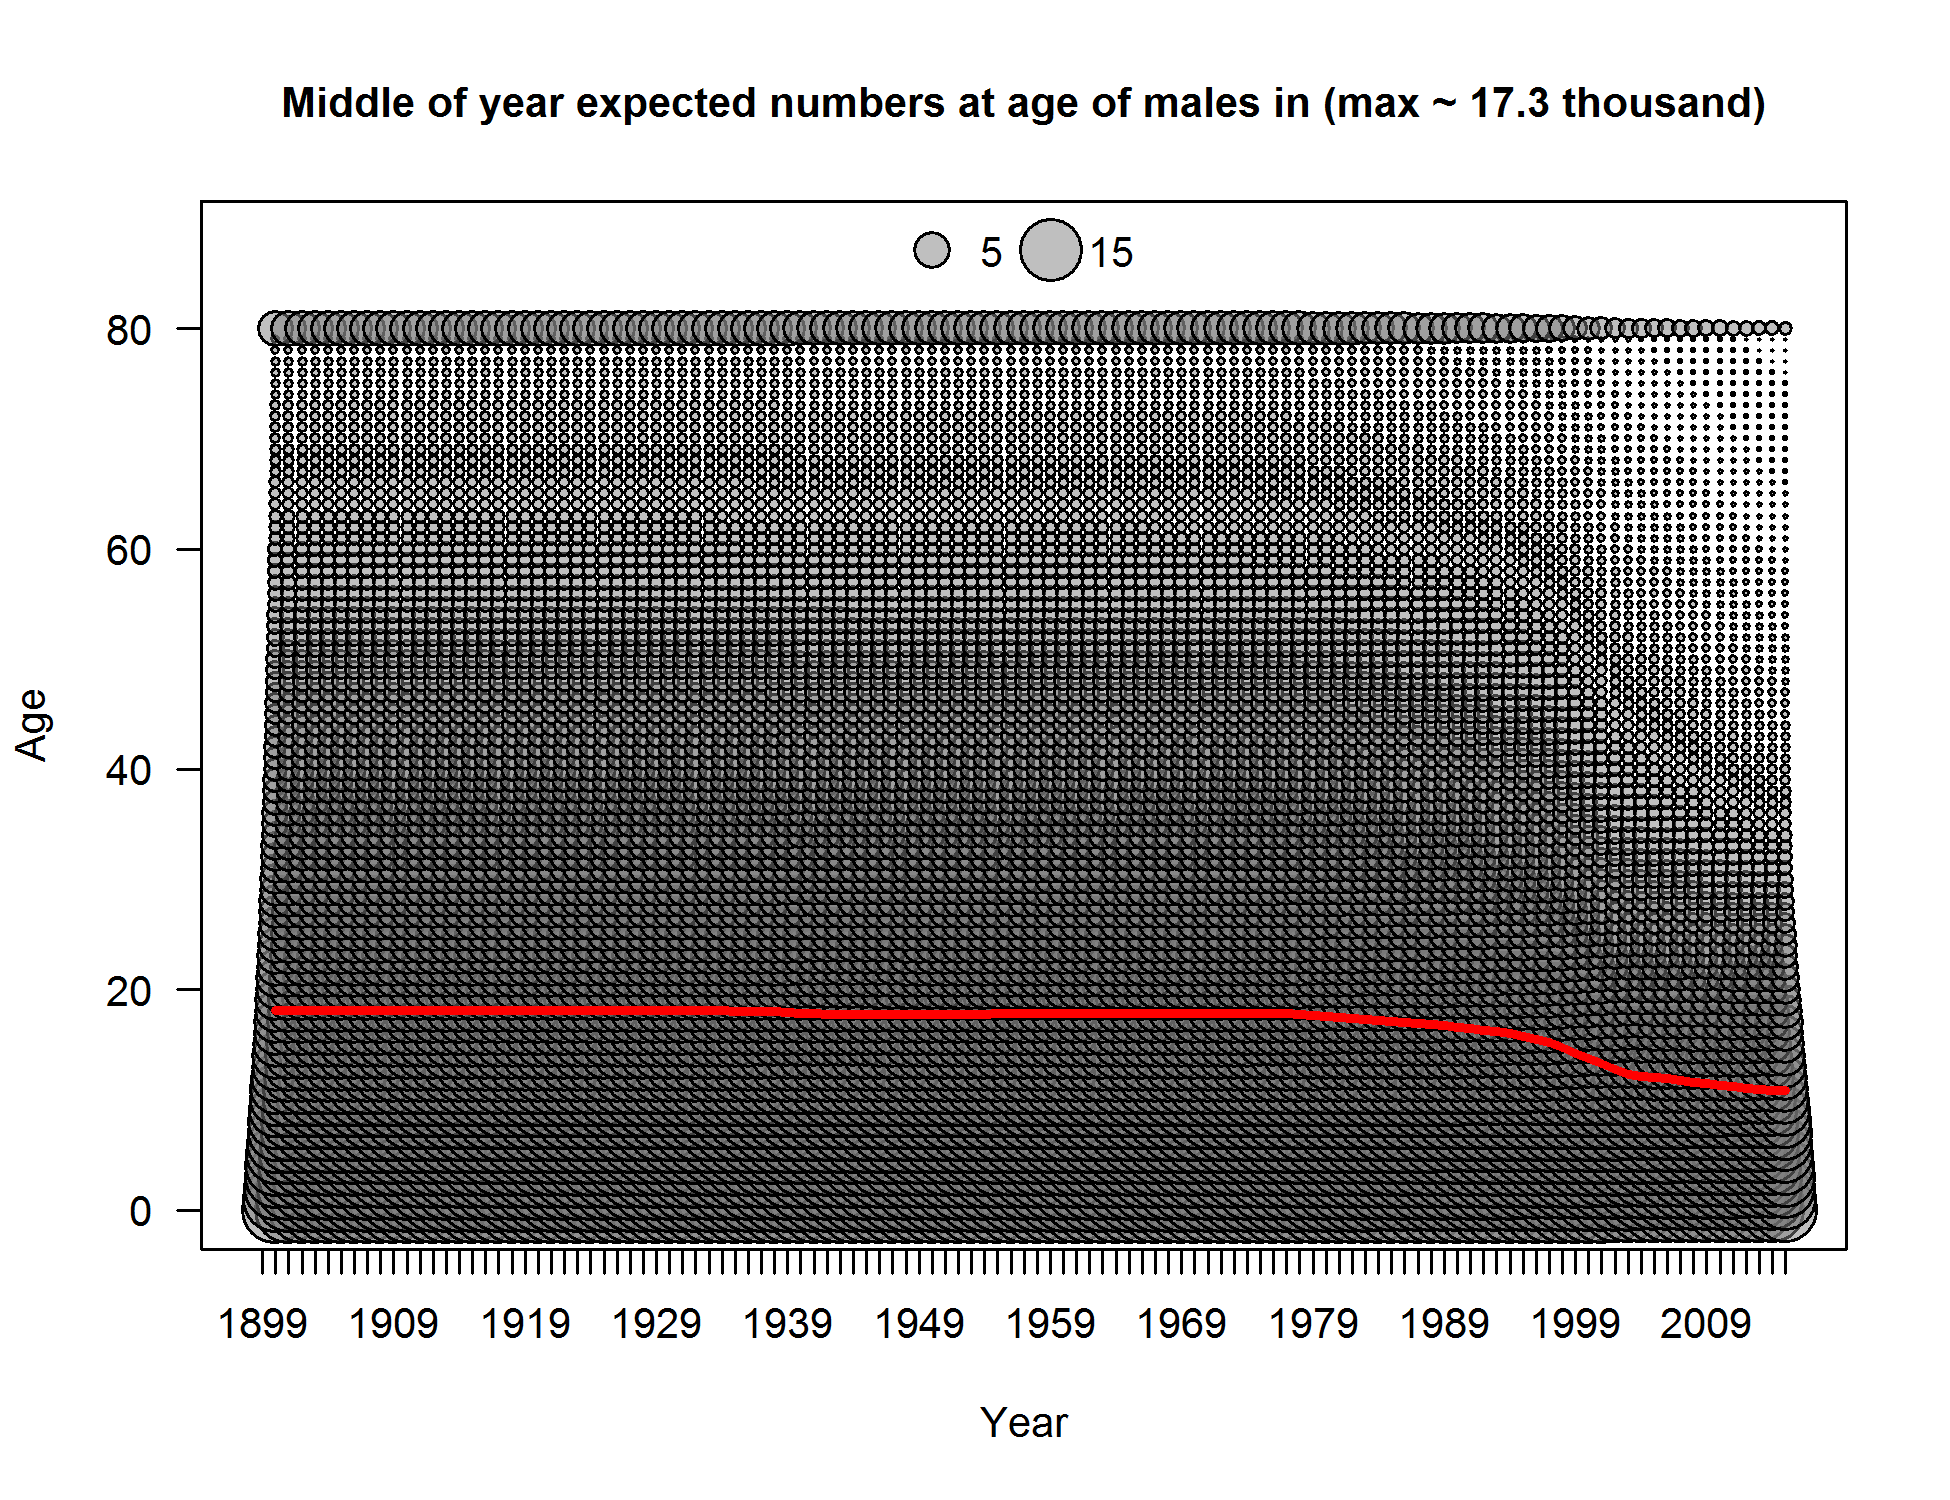 Middle of year expected numbers at age of males in (max ~ 17.3 thousand)
5 15
80
60
40
20
0
Age
1899 1909 1919 1929 1939 1949 1959 1969 1979 1989 1999 2009
Year